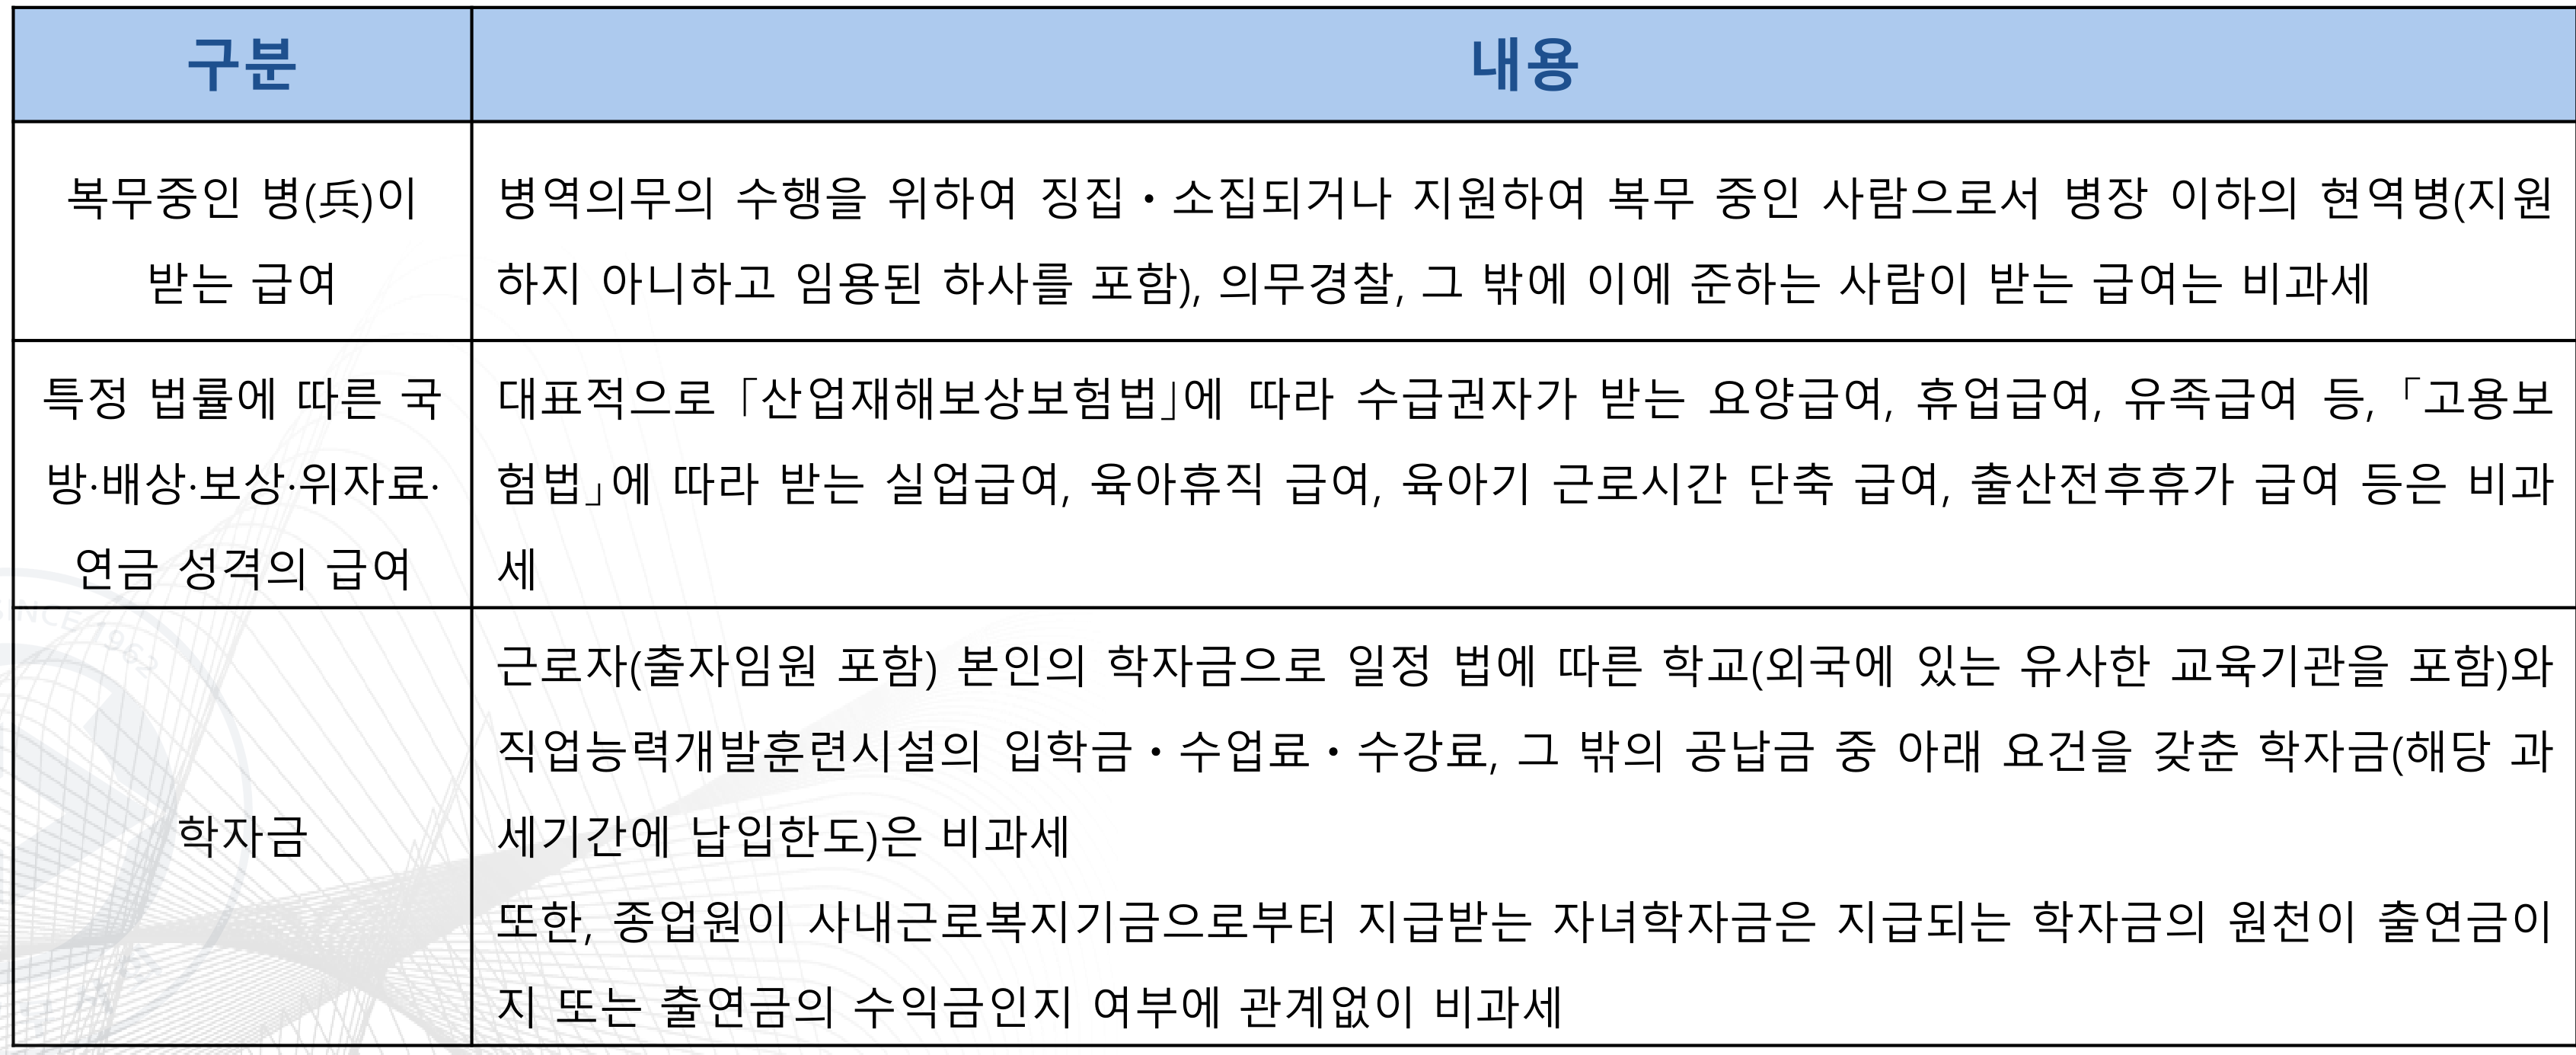 구분
내용
복무중인 병(兵)이
받는 급여
병역의무의 수행을 위하여 징집·소집되거나 지원하여 복무 중인 사람으로서 병장 이하의 현역병(지원
하지 아니하고 임용된 하사를 포함), 의무경찰, 그 밖에 이에 준하는 사람이 받는 급여는 비과세
특정 법률에 따른 국
방·배상·보상·위자료·
연금 성격의 급여
대표적으로 「산업재해보상보험법」에 따라 수급권자가 받는 요양급여, 휴업급여, 유족급여 등, 「고용보
험법」에 따라 받는 실업급여, 육아휴직 급여, 육아기 근로시간 단축 급여, 출산전후휴가 급여 등은 비과
세
학자금
근로자(출자임원 포함) 본인의 학자금으로 일정 법에 따른 학교(외국에 있는 유사한 교육기관을 포함)와
직업능력개발훈련시설의 입학금·수업료·수강료, 그 밖의 공납금 중 아래 요건을 갖춘 학자금(해당 과
세기간에 납입한도)은 비과세
또한, 종업원이 사내근로복지기금으로부터 지급받는 자녀학자금은 지급되는 학자금의 원천이 출연금이
지 또는 출연금의 수익금인지 여부에 관계없이 비과세
SINCE 1962